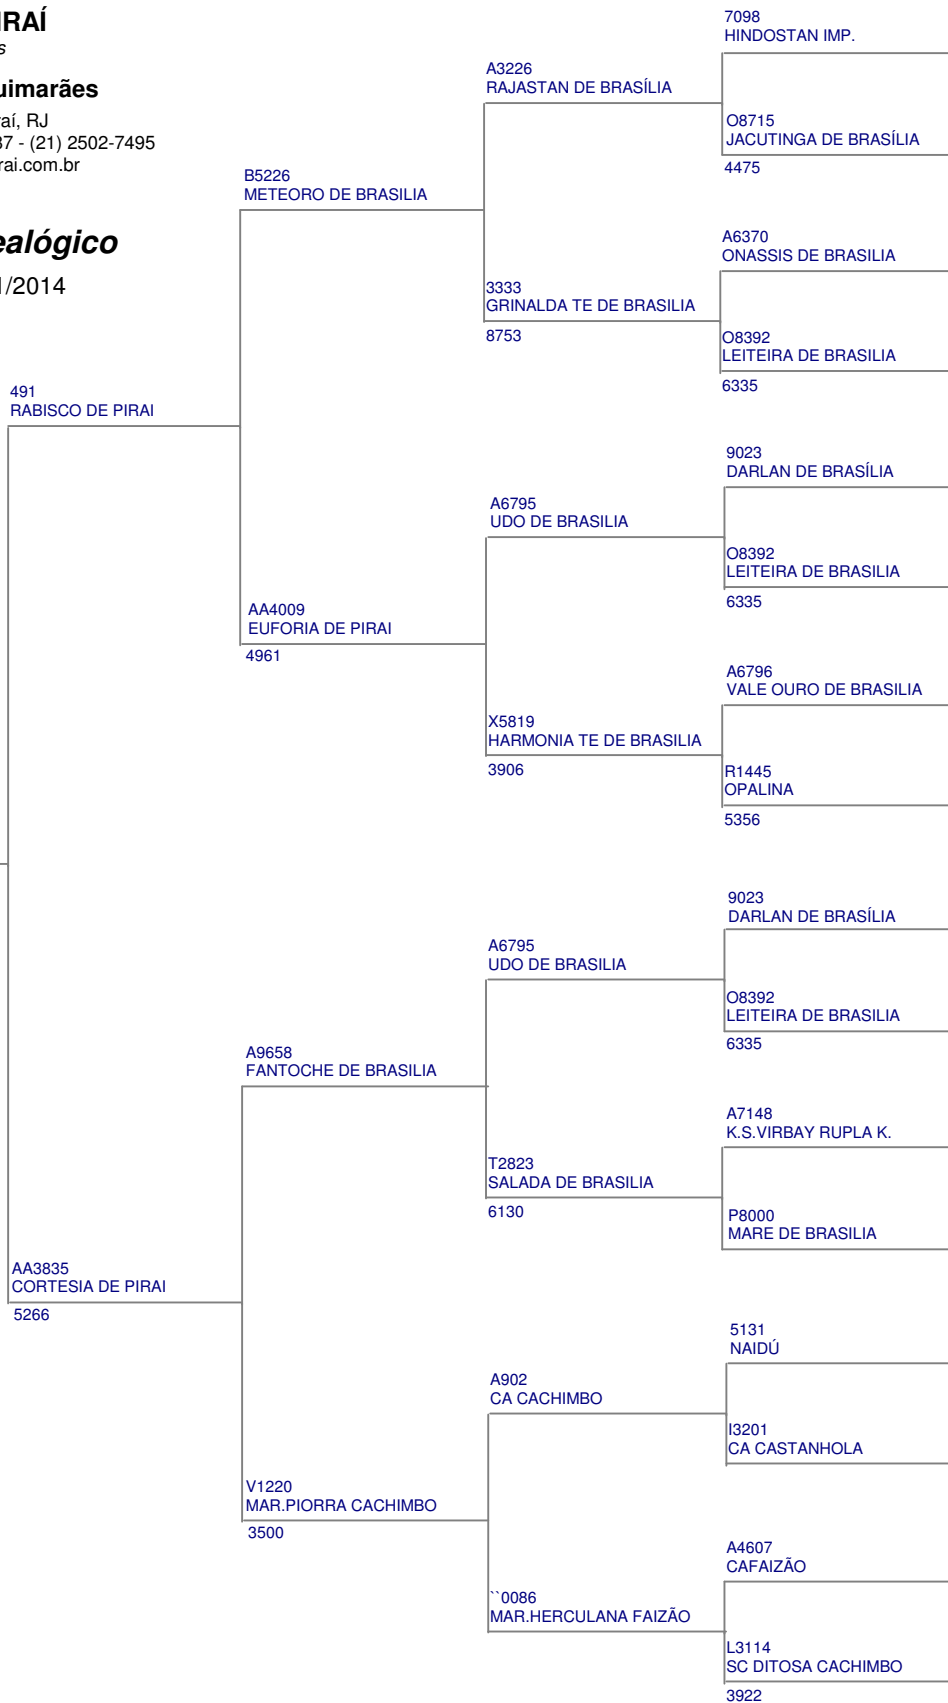 IRAÍ
s
uimarães
aí, RJ
37 - (21) 2502-7495
rai.com.br
ealógico
1/2014
7098
HINDOSTAN IMP.
A3226
RAJASTAN DE BRASÍLIA
O8715
JACUTINGA DE BRASÍLIA
4475
B5226
METEORO DE BRASILIA
A6370
ONASSIS DE BRASILIA
3333
GRINALDA TE DE BRASILIA
8753
O8392
LEITEIRA DE BRASILIA
6335
491
RABISCO DE PIRAI
9023
DARLAN DE BRASÍLIA
A6795
UDO DE BRASILIA
O8392
LEITEIRA DE BRASILIA
6335
AA4009
EUFORIA DE PIRAI
4961
A6796
VALE OURO DE BRASILIA
X5819
HARMONIA TE DE BRASILIA
3906
R1445
OPALINA
5356
9023
DARLAN DE BRASÍLIA
A6795
UDO DE BRASILIA
O8392
LEITEIRA DE BRASILIA
6335
A9658
FANTOCHE DE BRASILIA
A7148
K.S.VIRBAY RUPLA K.
T2823
SALADA DE BRASILIA
6130
P8000
MARE DE BRASILIA
AA3835
CORTESIA DE PIRAI
5266
5131
NAIDÚ
A902
CA CACHIMBO
I3201
CA CASTANHOLA
V1220
MAR.PIORRA CACHIMBO
3500
A4607
CAFAIZÃO
``0086
MAR.HERCULANA FAIZÃO
L3114
SC DITOSA CACHIMBO
3922